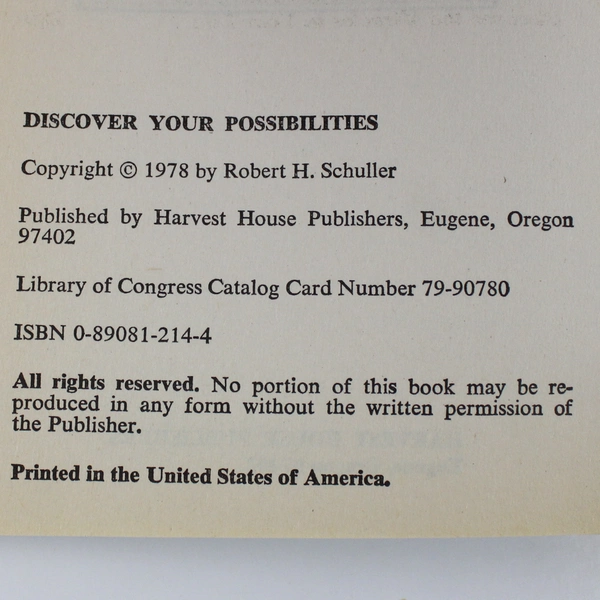 DISCOVER YOUR POSSIBILITIES
Copyright © 1978 by Robert H. Schuller
Published by Harvest House Publishers, Eugene, Oregon
97402
Library of Congress Catalog Card Number 79-90780
ISBN 0-89081-214-4
All rights reserved. No portion of this book may be re-
produced in any form without the written permission of
the Publisher.
Printed in the United States of America.